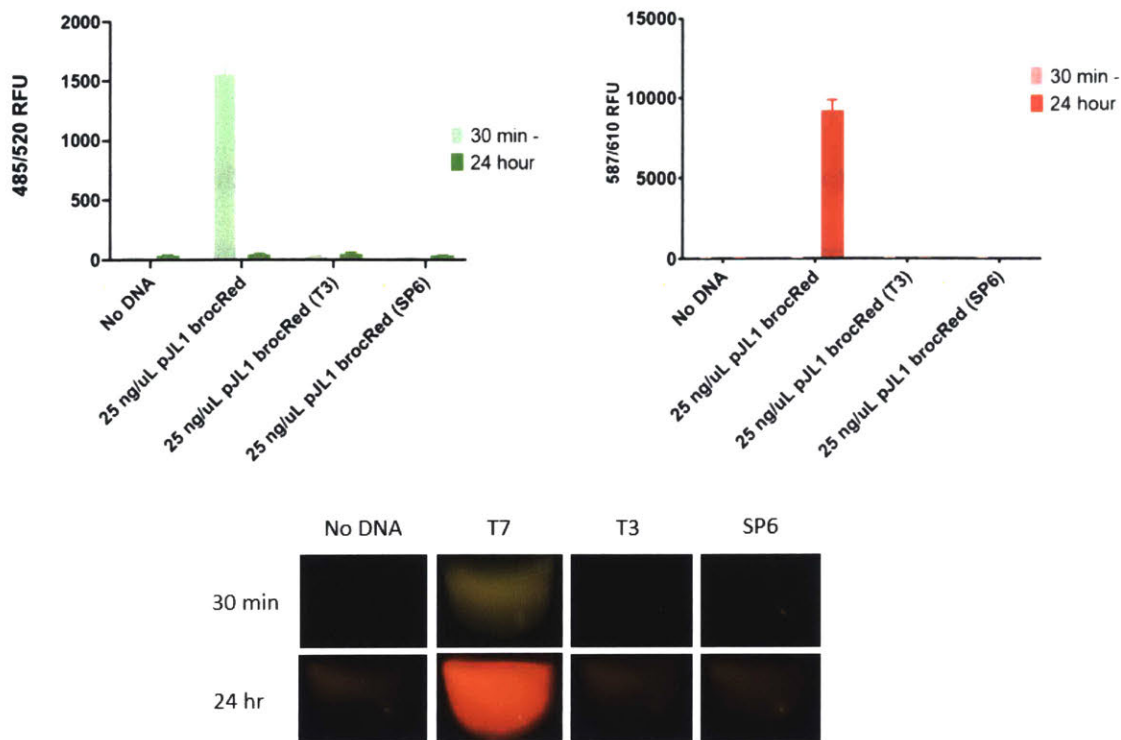 2000
1500
1000
500
0
485/520 RFU
30 min -
24 hour
No DNA
25 ng/uL pJL1 brocRed
25 ng/uL pJL1 brocRed (T3)
25 ng/uL pJL1 brocRed (SP6)
15000
10000
5000
0
587/610 RFU
30 min -
24 hour
No DNA
25 ng/uL pJL1 brocRed
25 ng/uL pJL1 brocRed (T3)
25 ng/uL pJL1 brocRed (SP6)
No DNA T7 T3 SP6
30 min
24 hr